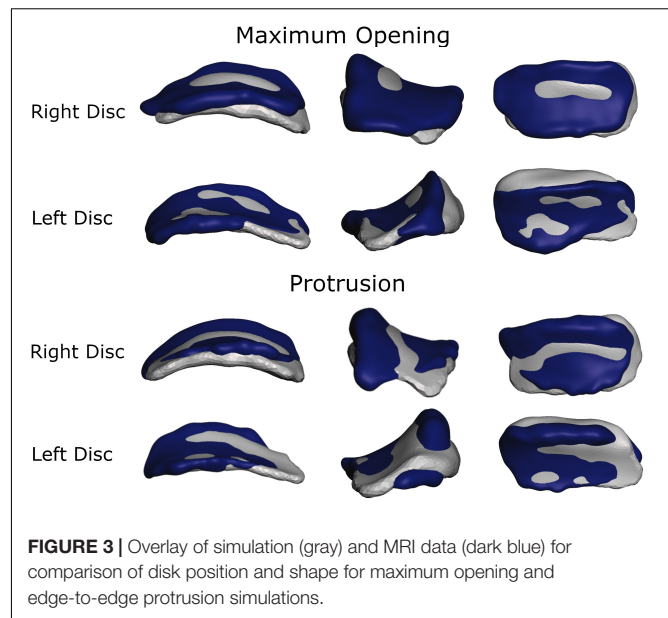 Maximum Opening
Right Disc
Left Disc
Protrusion
Right Disc
Left Disc
FIGURE 3 | Overlay of simulation (gray) and MRI data (dark blue) for
comparison of disk position and shape for maximum opening and
edge-to-edge protrusion simulations.